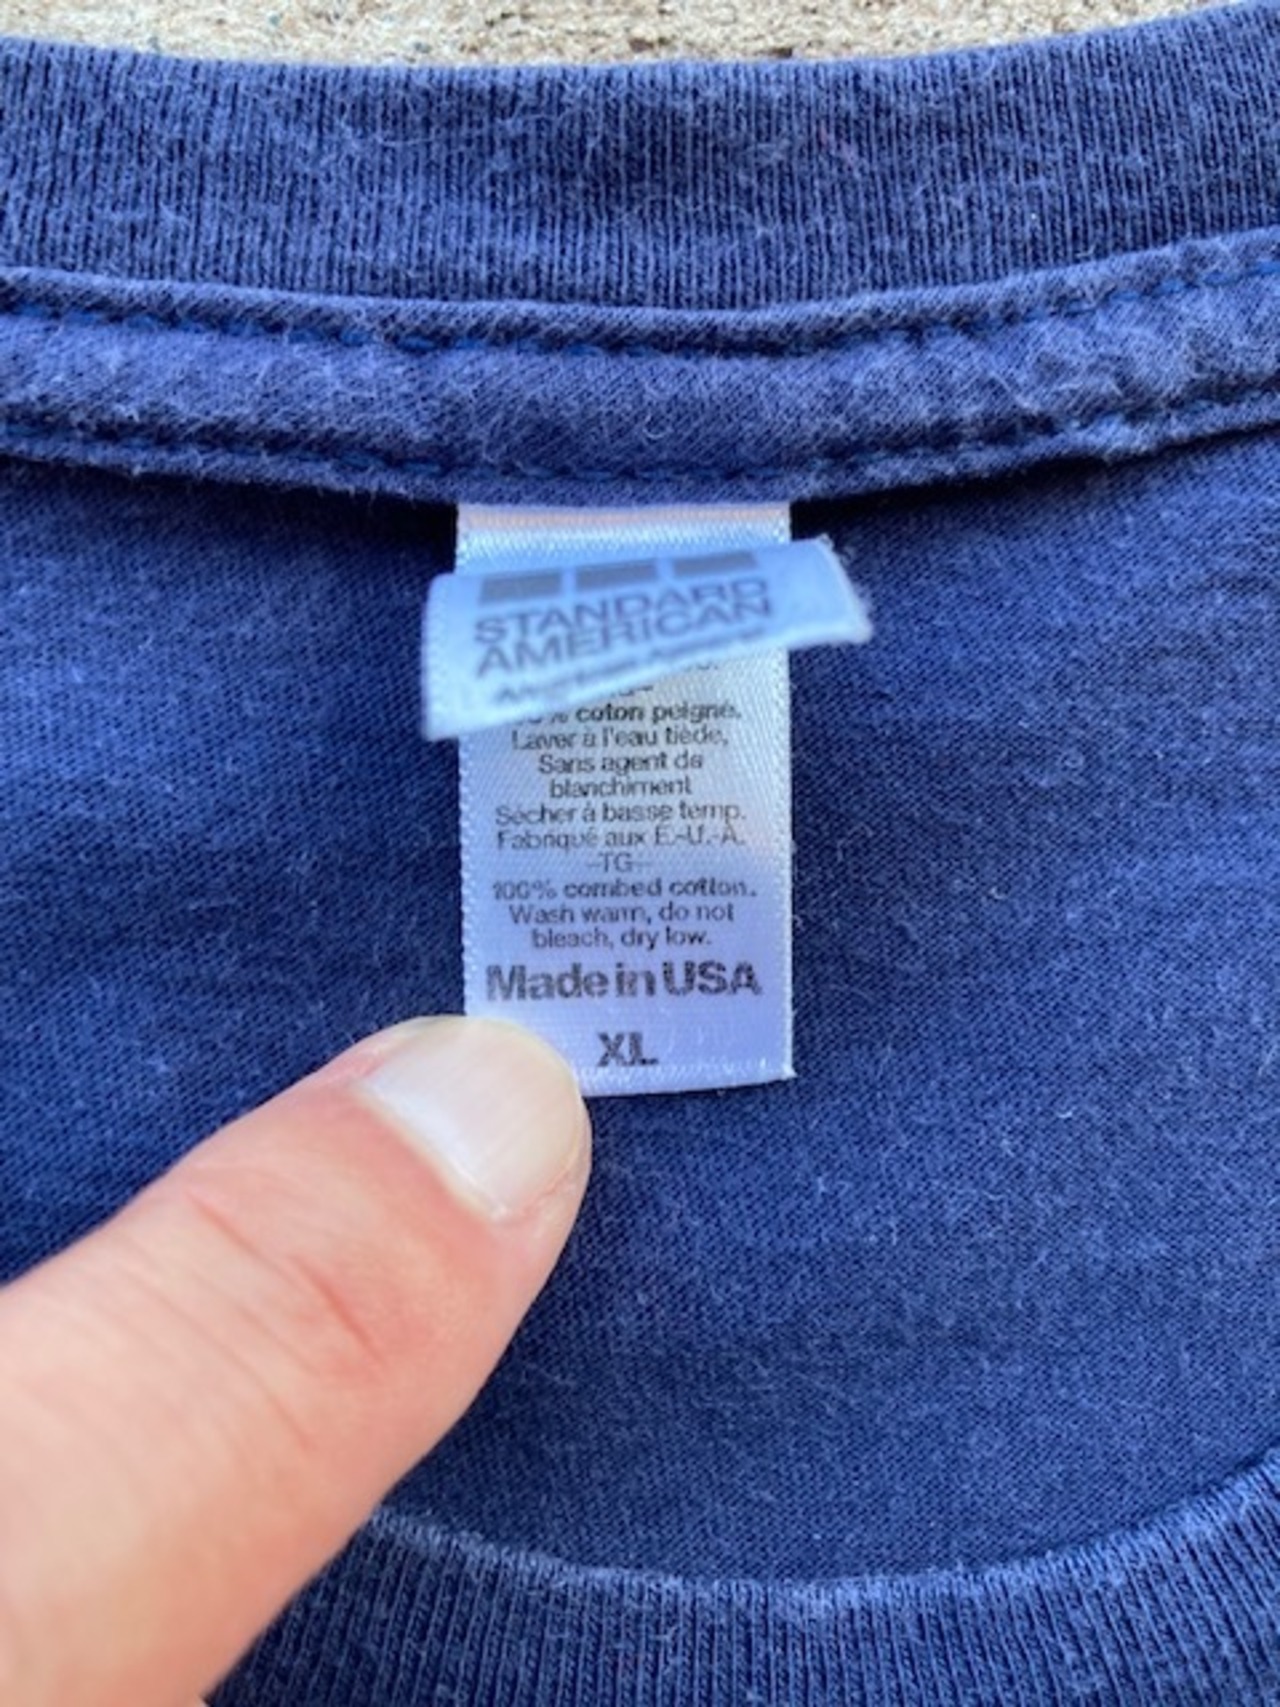 STANDARD
AMERICAN
American
% coton peigné.
Laver à l'eau tiède,
Sans agent de
blanchiment
Sécher à basse temp.
Fabriqué aux E.-U.-A.
-TG-
100% combed cotton.
Wash warm, do not
bleach, dry low.
Made in USA
XL